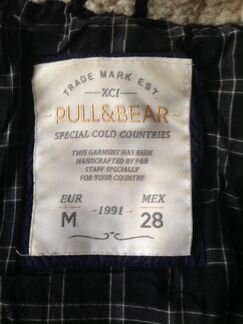 TRADE MARK EST.
XCI
PULL&BEAR
SPECIAL COLD COUNTRIES
THIS GARMENT HAS BEEN
HANDCRAFTED BY P&B
STAFF SPECIALLY
FOR YOUR COUNTRY
EUR MEX
M ~1991~ 28